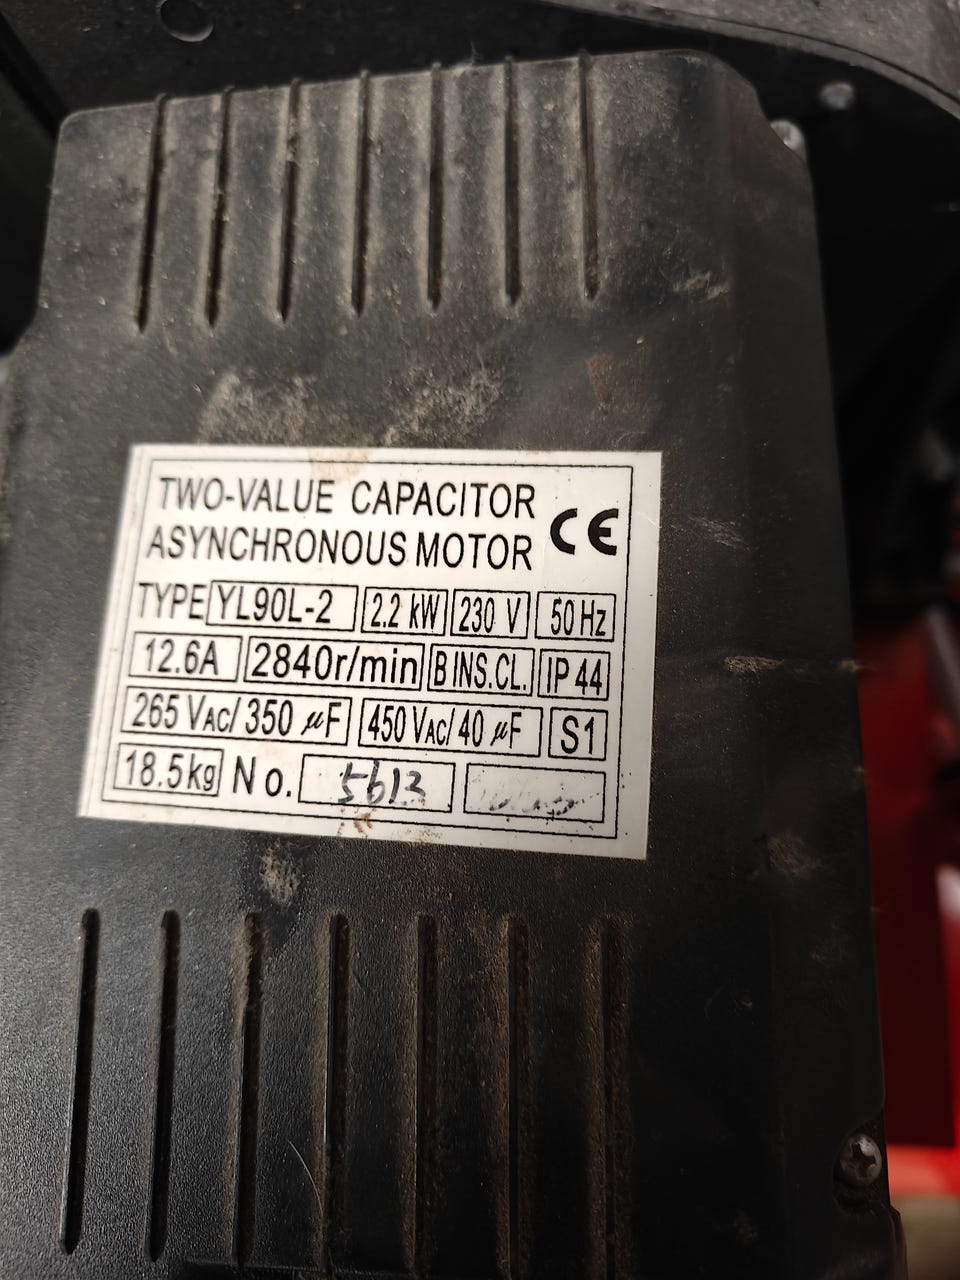 TWO-VALUE CAPACITOR
ASYNCHRONOUS MOTOR CE
TYPE YL90L-2 2.2 kW 230 V 50 Hz
12.6A 2840r/min B INS.CL. IP 44
265 VAC/ 350 μF 450 VAC/ 40 μF S1
18.5kg No. 5613